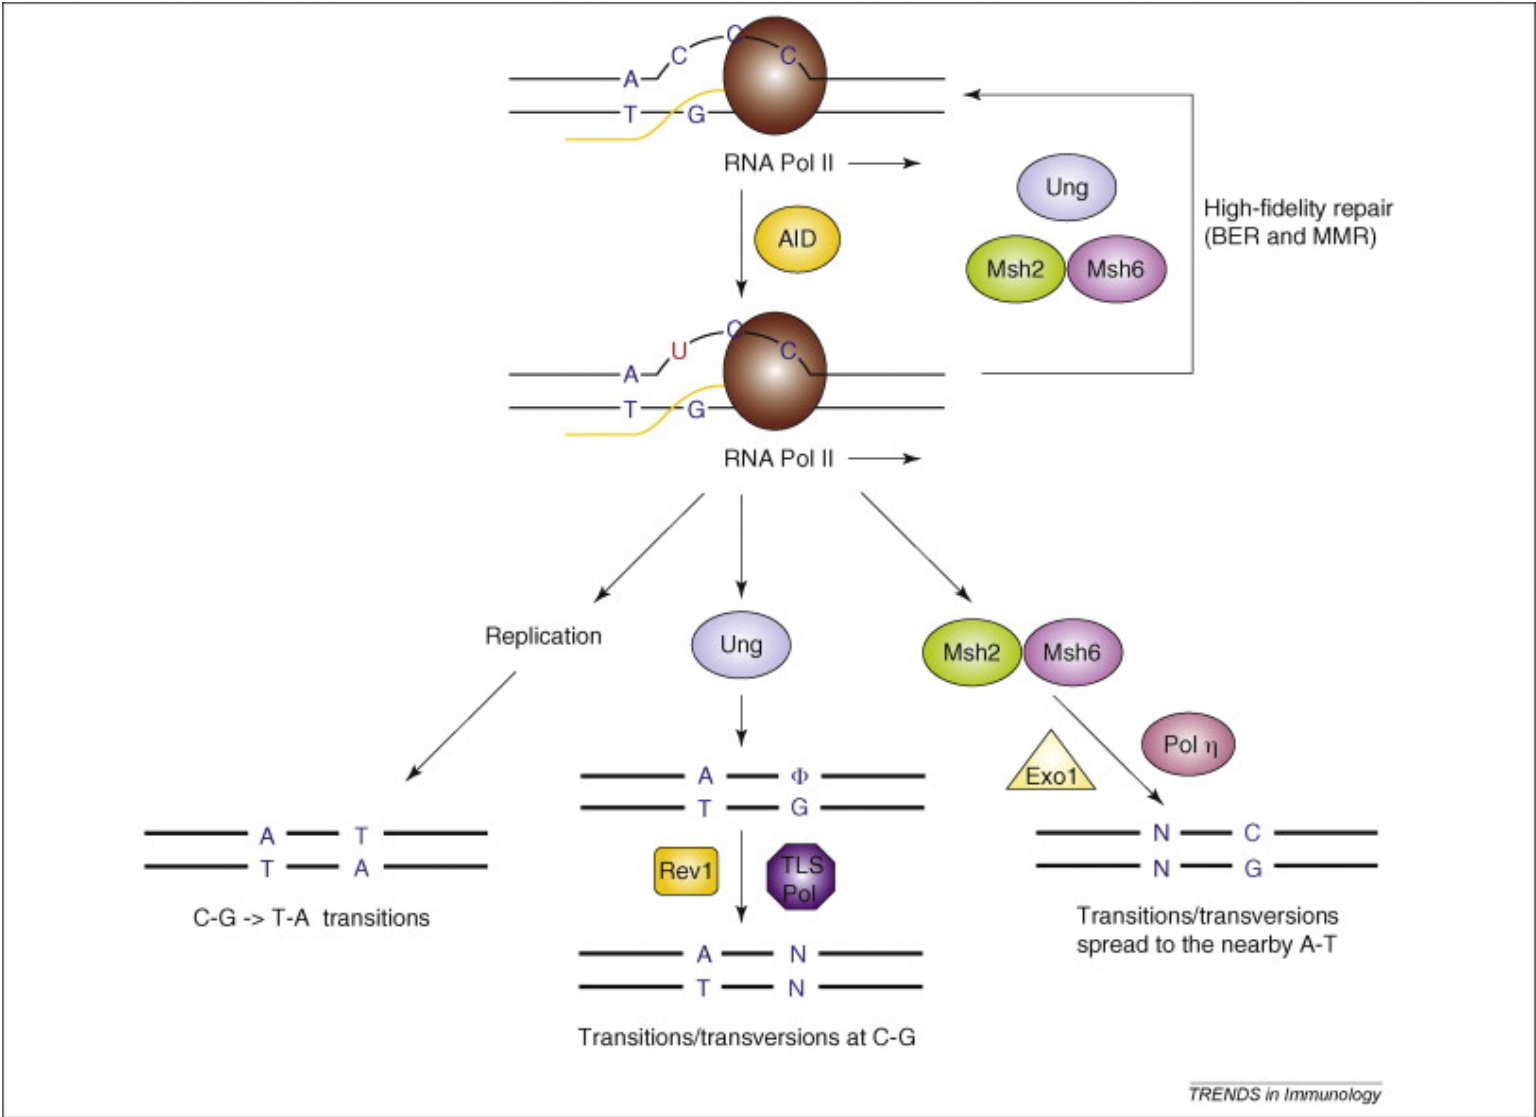 C
C
A
C
T
G
RNA Pol II
AID
Ung
Msh2
Msh6
High-fidelity repair
(BER and MMR)
C
U
C
A
T
G
RNA Pol II
Replication
Ung
Msh2
Msh6
Exo1
Pol η
A
Φ
T
G
A
T
T
A
C-G -> T-A transitions
Rev1
TLS
Pol
A
N
T
N
Transitions/transversions at C-G
N
C
N
G
Transitions/transversions
spread to the nearby A-T
TRENDS in Immunology